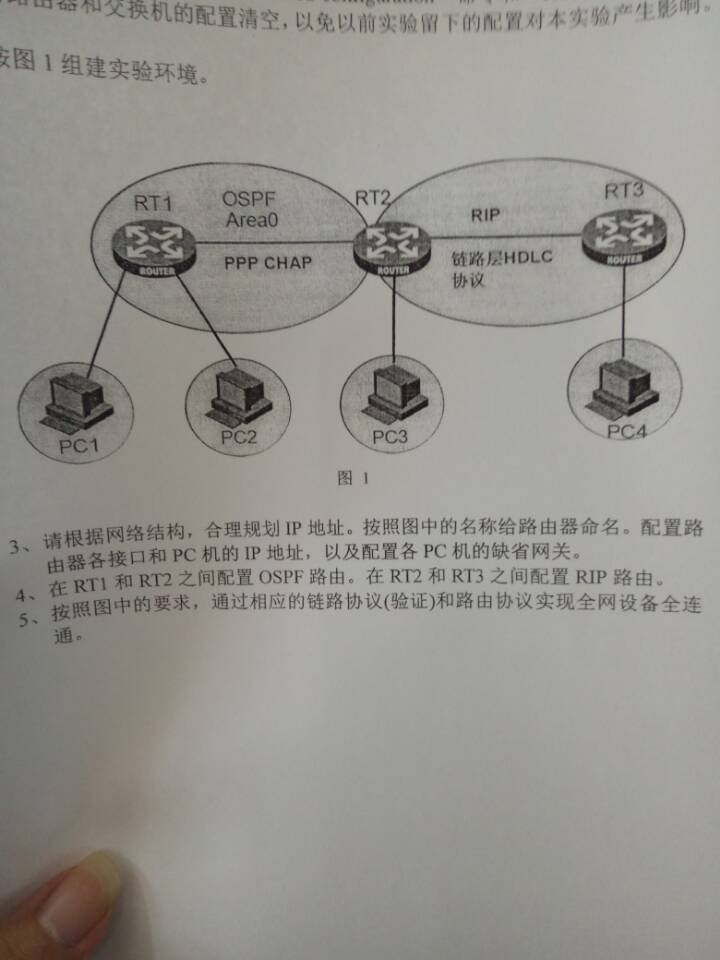 路由器和交换机的配置清空，以免以前实验留下的配置对本实验产生影响。
按图 1 组建实验环境。
RT1
OSPF
Area0
RT2
RIP
RT3
ROUTER
PPP CHAP
ROUTER
链路层HDLC
协议
ROUTER
PC1
PC2
PC3
PC4
图 1
3、请根据网络结构，合理规划 IP 地址。按照图中的名称给路由器命名。配置路
由器各接口和 PC 机的 IP 地址，以及配置各 PC 机的缺省网关。
4、在 RT1 和 RT2 之间配置 OSPF 路由。在 RT2 和 RT3 之间配置 RIP 路由。
5、按照图中的要求，通过相应的链路协议(验证)和路由协议实现全网设备全连
通。